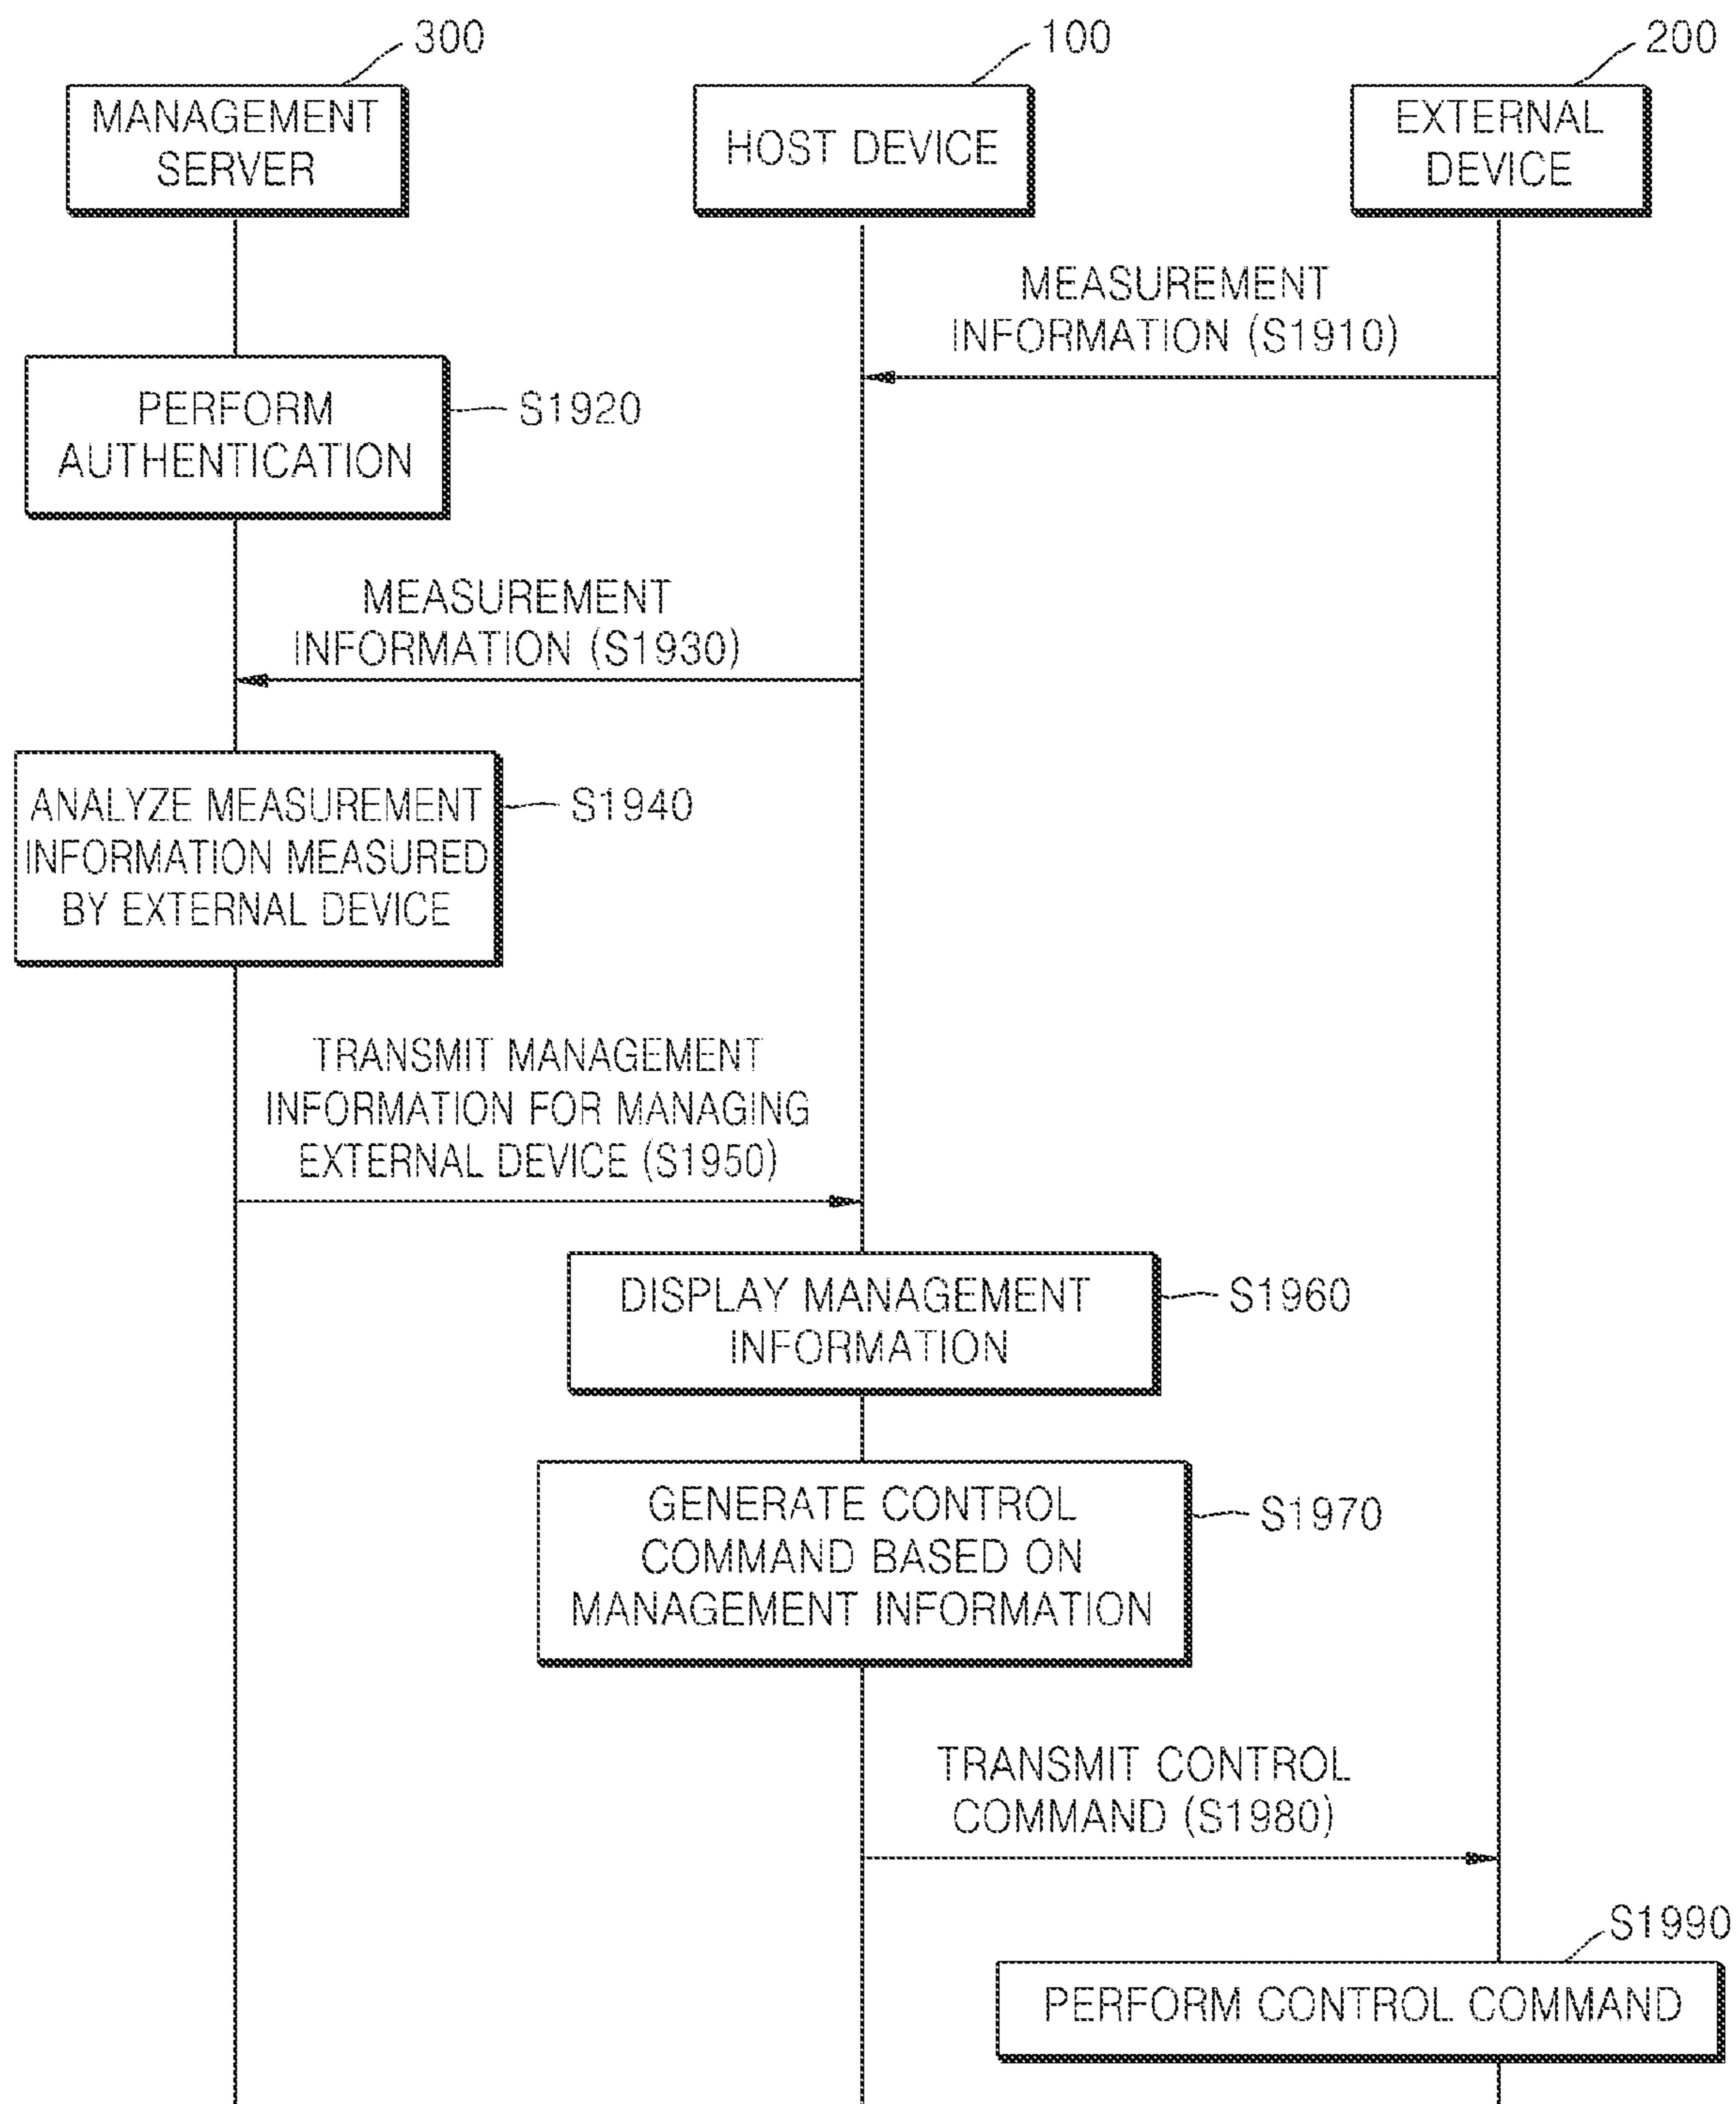 300
100
200
MANAGEMENT
SERVER
HOST DEVICE
EXTERNAL
DEVICE
MEASUREMENT
INFORMATION (S1910)
PERFORM
AUTHENTICATION
S1920
MEASUREMENT
INFORMATION (S1930)
ANALYZE MEASUREMENT
INFORMATION MEASURED
BY EXTERNAL DEVICE
S1940
TRANSMIT MANAGEMENT
INFORMATION FOR MANAGING
EXTERNAL DEVICE (S1950)
DISPLAY MANAGEMENT
INFORMATION
S1960
GENERATE CONTROL
COMMAND BASED ON
MANAGEMENT INFORMATION
S1970
TRANSMIT CONTROL
COMMAND (S1980)
S1990
PERFORM CONTROL COMMAND